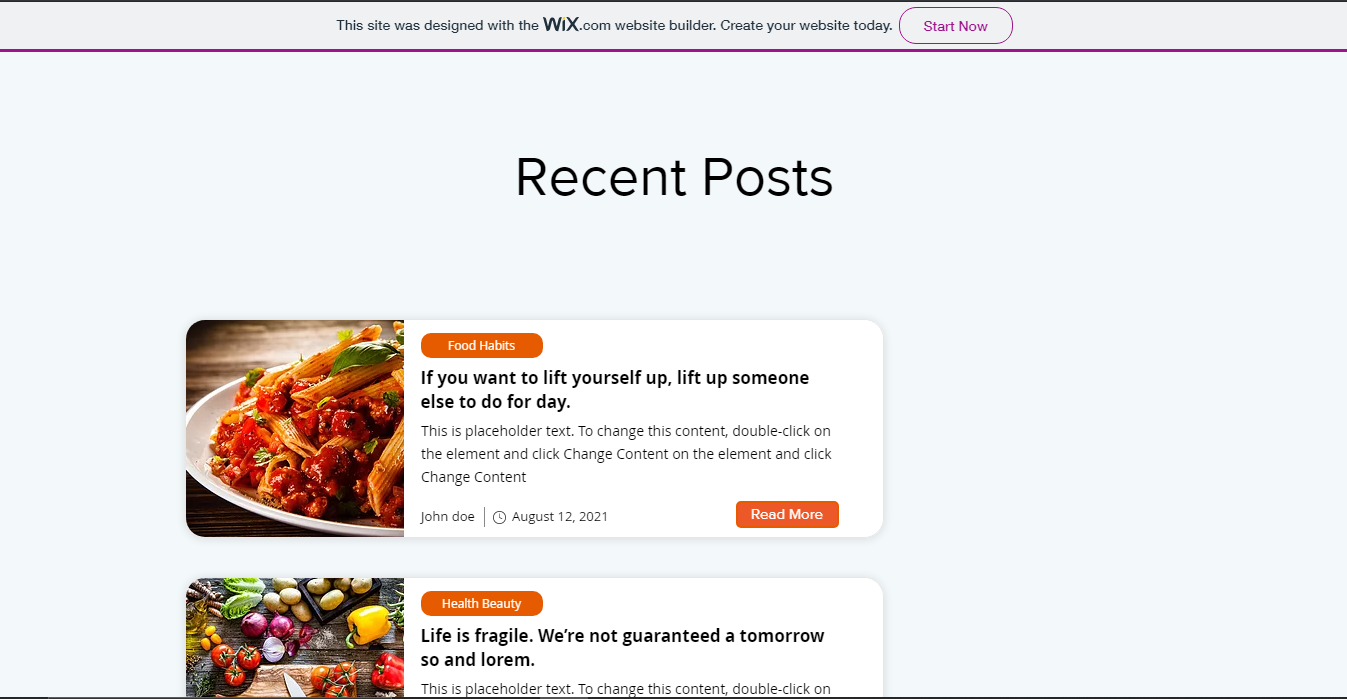 This site was designed with the WiX.com website builder. Create your website today. Start Now
Recent Posts
Food Habits
If you want to lift yourself up, lift up someone
else to do for day.
This is placeholder text. To change this content, double-click on
the element and click Change Content on the element and click
Change Content
John doe August 12, 2021 Read More
Health Beauty
Life is fragile. We’re not guaranteed a tomorrow
so and lorem.
This is placeholder text. To change this content, double-click on